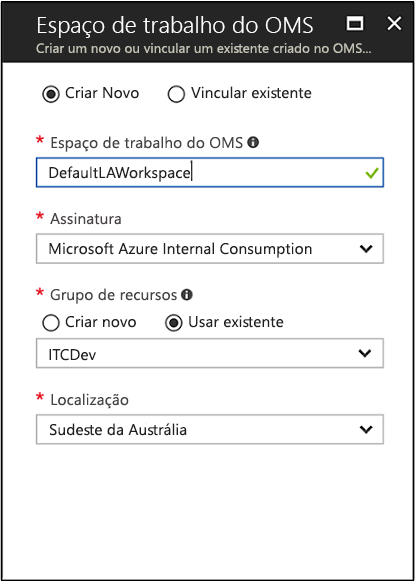 Espaço de trabalho do OMS
Criar um novo ou vincular um existente criado no OMS...
Criar Novo Vincular existente
* Espaço de trabalho do OMS
DefaultLAWorkspace
* Assinatura
Microsoft Azure Internal Consumption
* Grupo de recursos
Criar novo Usar existente
ITCDev
* Localização
Sudeste da Austrália